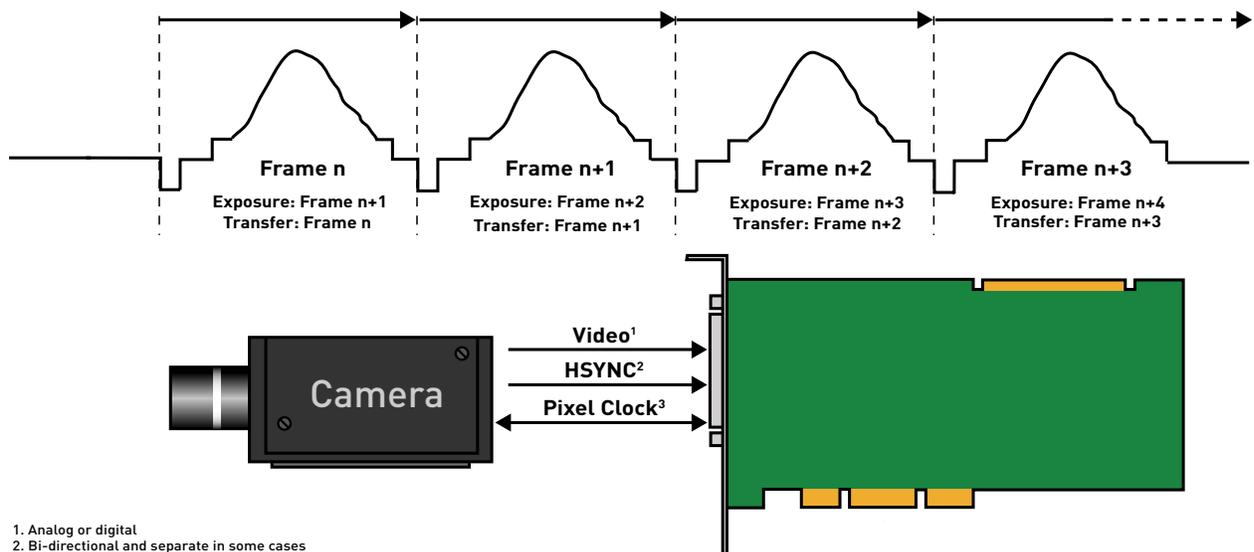 Frame n
Exposure: Frame n+1
Transfer: Frame n
Frame n+1
Exposure: Frame n+2
Transfer: Frame n+1
Frame n+2
Exposure: Frame n+3
Transfer: Frame n+2
Frame n+3
Exposure: Frame n+4
Transfer: Frame n+3
Camera
Video¹
HSYNC²
Pixel Clock³
1. Analog or digital
2. Bi-directional and separate in some cases